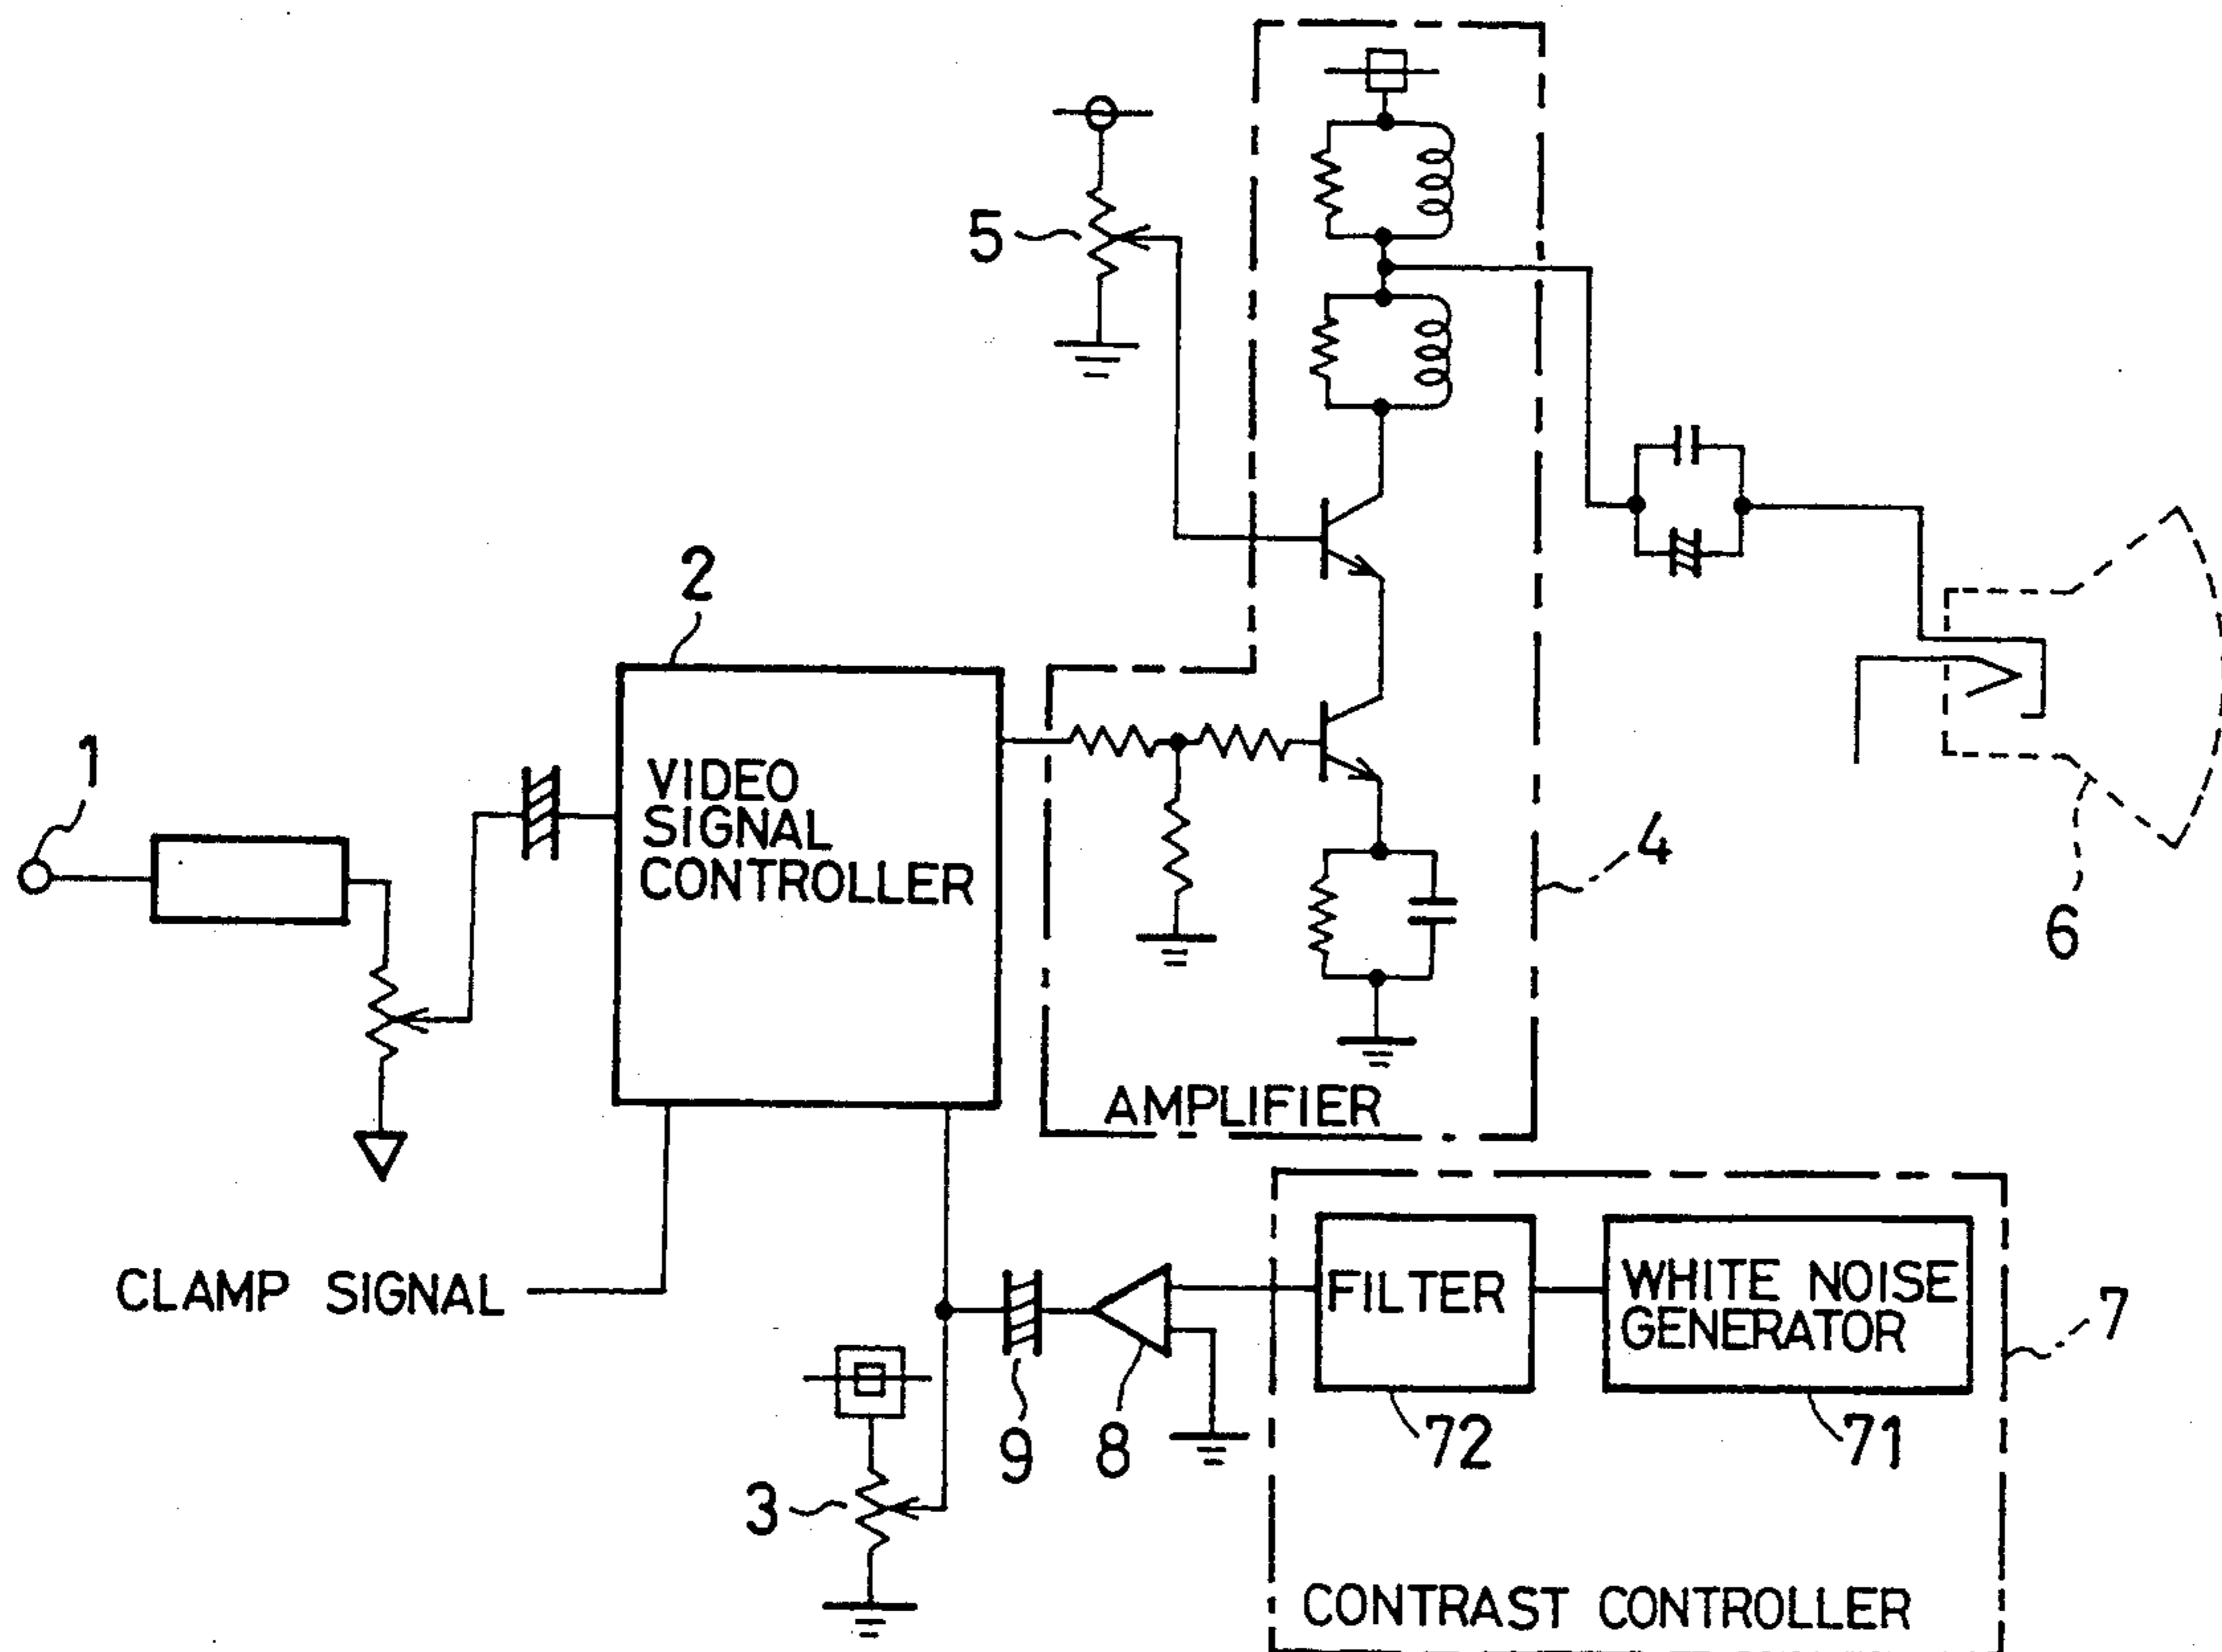 5
2
1
VIDEO
SIGNAL
CONTROLLER
4
6
AMPLIFIER
CLAMP SIGNAL
FILTER
WHITE NOISE
GENERATOR
7
9
8
72
71
3
CONTRAST CONTROLLER